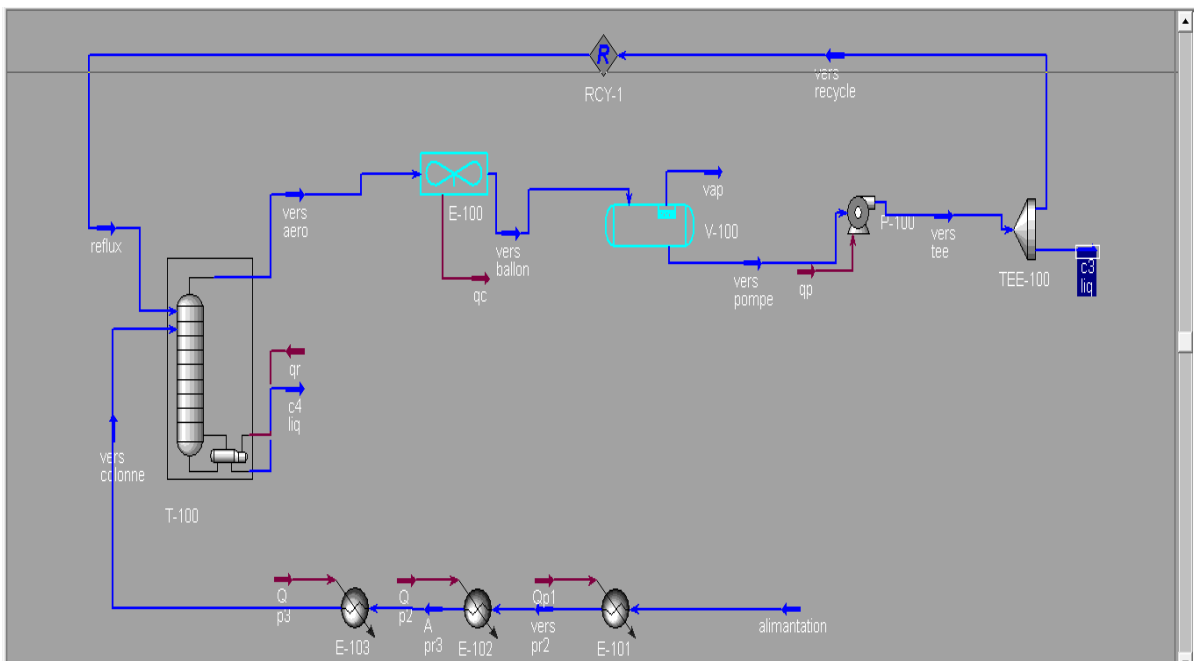 R
RCY-1
vers
recycle
vers
aero
E-100
qc
vers
ballon
vap
V-100
vers
pompe
qp
P-100
vers
tee
TEE-100
c3
liq
reflux
qr
c4
liq
vers
colonne
T-100
Q
p3
E-103
Q
p2
A
pr3
E-102
Qp1
vers
pr2
E-101
alimantation